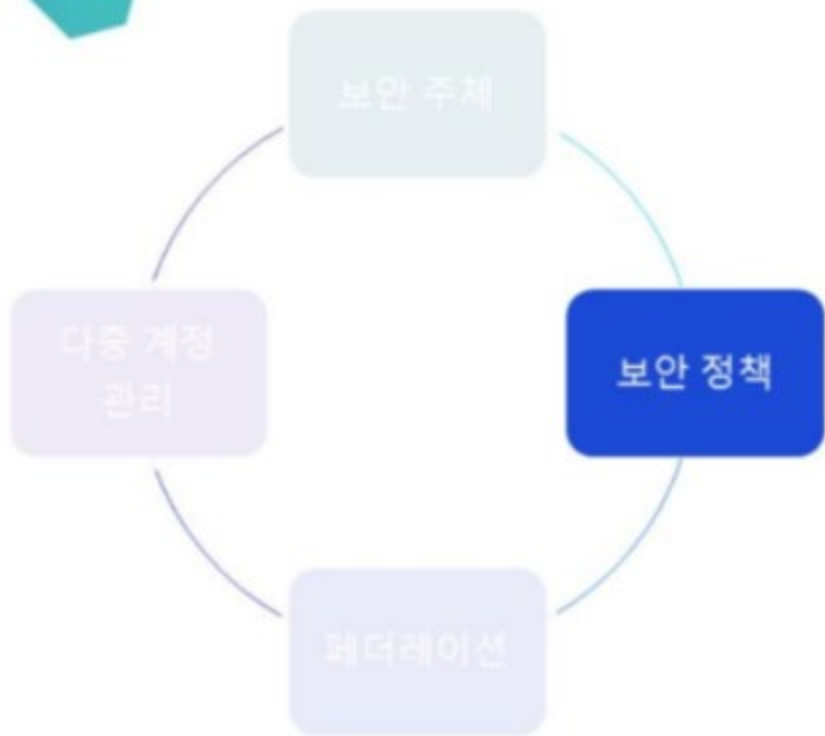 보안 주체
다중 계정
관리
보안 정책
페더레이션